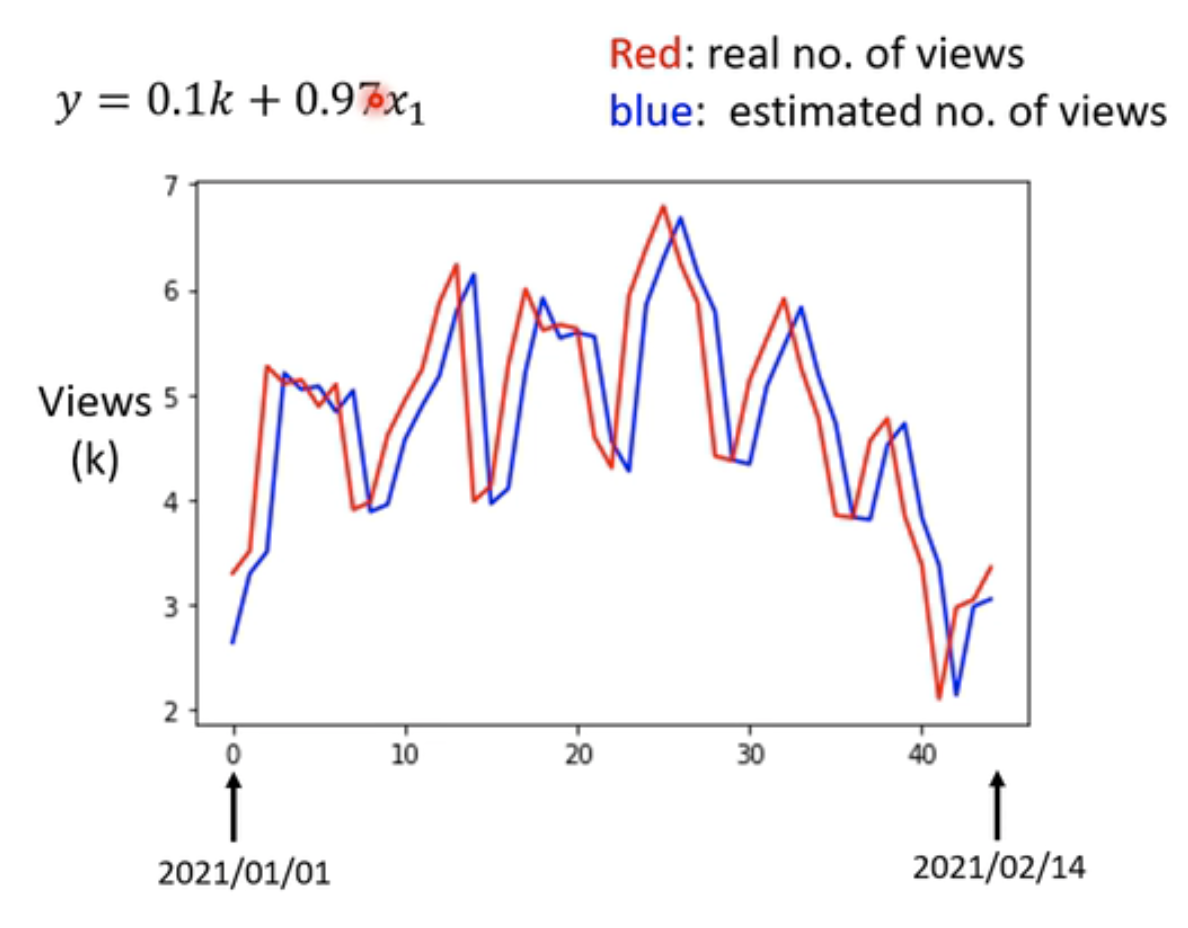 Red: real no. of views
y = 0.1k + 0.97x₁
blue: estimated no. of views
7
6
Views 5
(k)
4
3
2
0 10 20 30 40
2021/01/01 2021/02/14